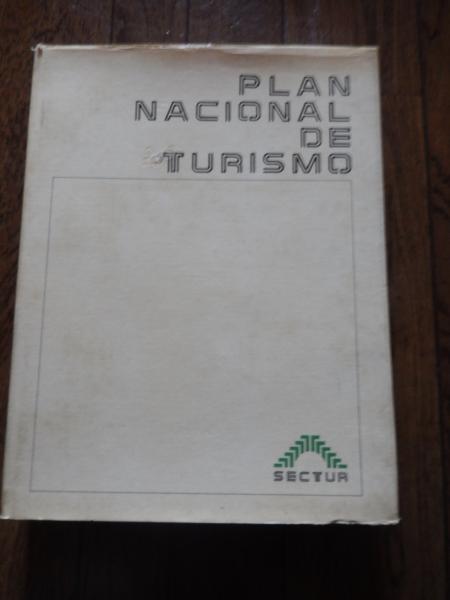 PLAN
NACIONAL
DE
TURISMO
SECTUR